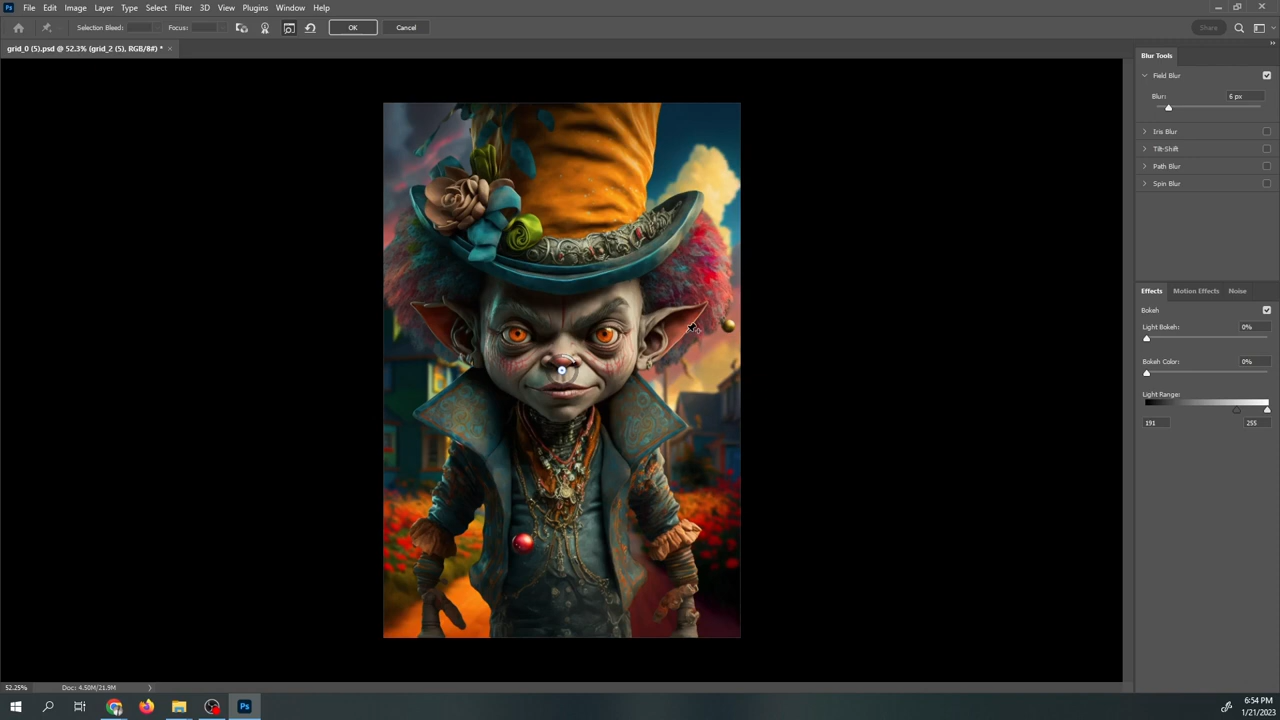 Ps File Edit Image Layer Type Select Filter 3D View Plugins Window Help
Selection Bleed: Focus: OK Cancel Share
grid_0 (5).psd @ 52.3% (grid_2 (5), RGB/8#) * ×
Blur Tools
Field Blur
Blur: 6 px
Iris Blur
Tilt-Shift
Path Blur
Spin Blur
Effects Motion Effects Noise
Bokeh
Light Bokeh: 0%
Bokeh Color: 0%
Light Range:
191 255
52.25% Doc: 4.50M/21.9M
Ps
6:54 PM
1/21/2023